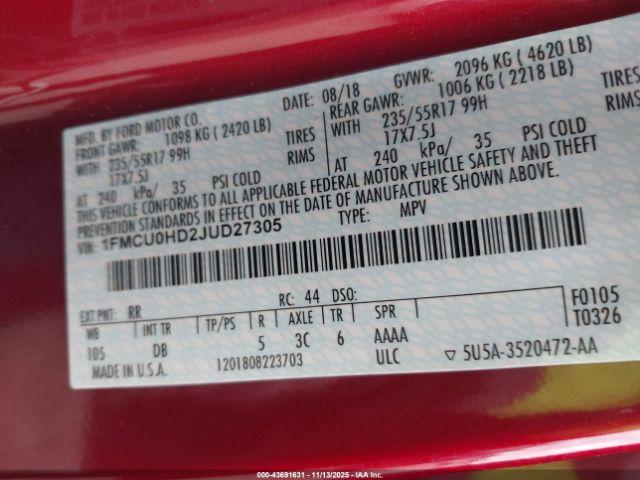 MFD. BY FORD MOTOR CO.
DATE: 08/18 GVWR: 2096 KG ( 4620 LB)
FRONT GAWR: 1098 KG ( 2420 LB) REAR GAWR: 1006 KG ( 2218 LB)
WITH 235/55R17 99H TIRES WITH 235/55R17 99H TIRES
17X7.5J RIMS 17X7.5J RIMS
AT 240 kPa/ 35 PSI COLD AT 240 kPa/ 35 PSI COLD
THIS VEHICLE CONFORMS TO ALL APPLICABLE FEDERAL MOTOR VEHICLE SAFETY AND THEFT
PREVENTION STANDARDS IN EFFECT ON THE DATE OF MANUFACTURE SHOWN ABOVE.
VIN: 1FMCU0HD2JUD27305 TYPE: MPV
EXT PNT: RR RC: 44 DSO: F0105
WB INT TR TP/PS R AXLE TR SPR T0326
105 DB 5 3C 6 AAAA
MADE IN U.S.A. 1201808223703 ULC ▽ 5U5A-3520472-AA
000-43691631 - 11/13/2025 - IAA, Inc.